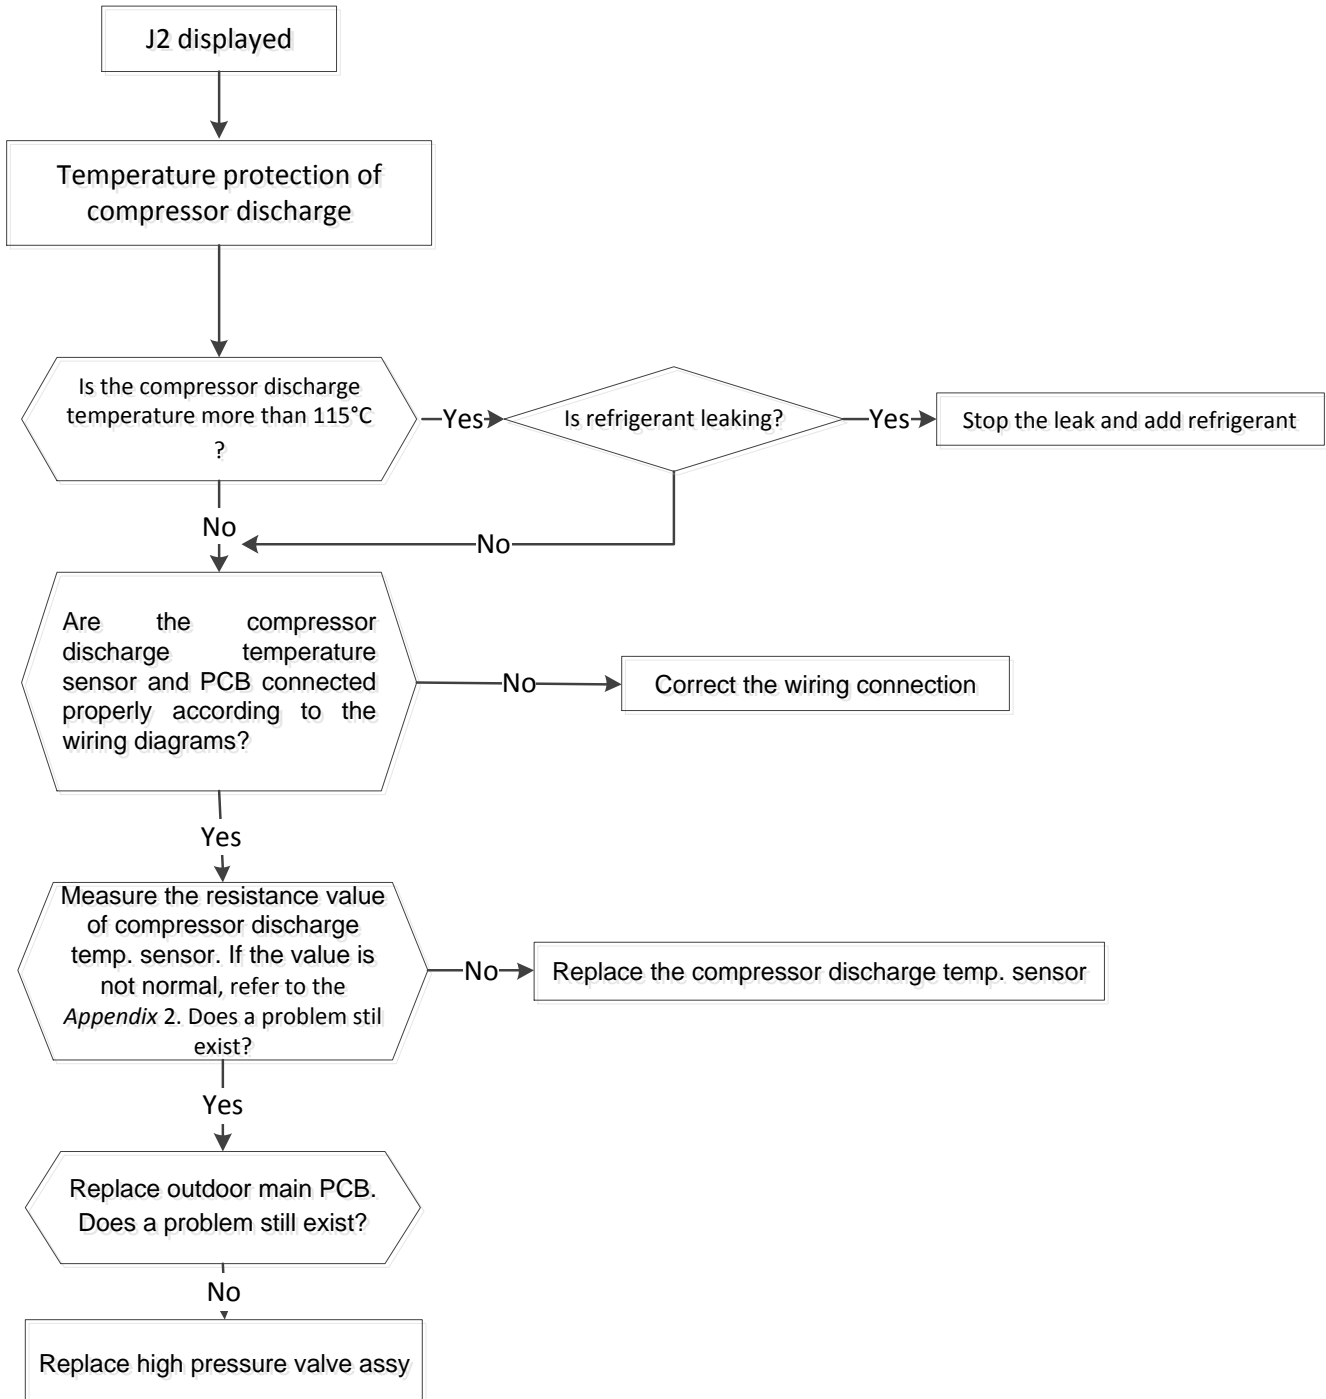 J2 displayed
Temperature protection of
compressor discharge
Is the compressor discharge
temperature more than 115°C
?
Yes
Is refrigerant leaking?
Yes
Stop the leak and add refrigerant
No
No
Are the compressor
discharge temperature
sensor and PCB connected
properly according to the
wiring diagrams?
No
Correct the wiring connection
Yes
Measure the resistance value
of compressor discharge
temp. sensor. If the value is
not normal, refer to the
Appendix 2. Does a problem stil
exist?
No
Replace the compressor discharge temp. sensor
Yes
Replace outdoor main PCB.
Does a problem still exist?
No
Replace high pressure valve assy